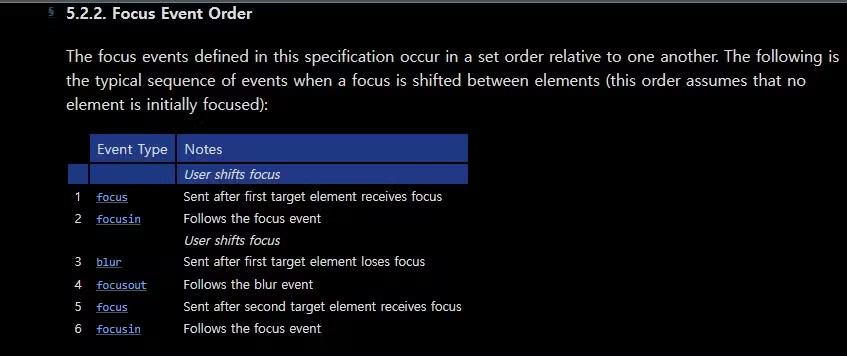 § 5.2.2. Focus Event Order
The focus events defined in this specification occur in a set order relative to one another. The following is
the typical sequence of events when a focus is shifted between elements (this order assumes that no
element is initially focused):
Event Type Notes
User shifts focus
1 focus Sent after first target element receives focus
2 focusin Follows the focus event
User shifts focus
3 blur Sent after first target element loses focus
4 focusout Follows the blur event
5 focus Sent after second target element receives focus
6 focusin Follows the focus event